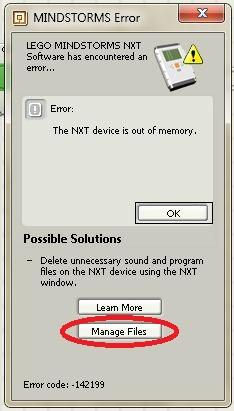 MINDSTORMS Error
LEGO MINDSTORMS NXT
Software has encountered an
error...
Error:
The NXT device is out of memory.
OK
Possible Solutions
- Delete unnecessary sound and program
files on the NXT device using the NXT
window.
Learn More
Manage Files
Error code: -142199